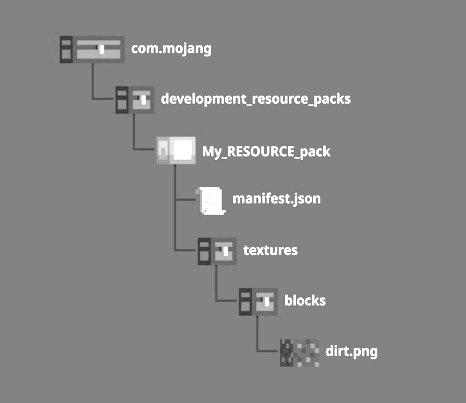 com.mojang
development_resource_packs
My_RESOURCE_pack
manifest.json
textures
blocks
dirt.png